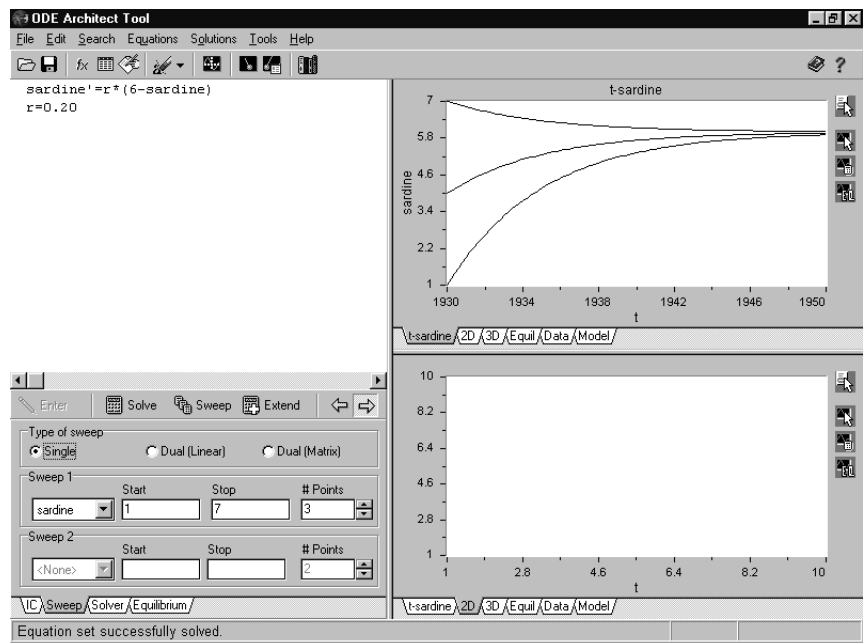 ODE Architect Tool
File Edit Search Equations Solutions Tools Help
fx
sardine'=r*(6-sardine)
r=0.20
t-sardine
7
5.8
4.6
3.4
2.2
1
sardine
1930 1934 1938 1942 1946 1950
t
t-sardine 2D 3D Equil Data Model
Enter Solve Sweep Extend
Type of sweep
Single Dual (Linear) Dual (Matrix)
Sweep 1
Start Stop # Points
sardine 1 7 3
Sweep 2
Start Stop # Points
<None> 2
IC Sweep Solver Equilibrium
10
8.2
6.4
4.6
2.8
1
1 2.8 4.6 6.4 8.2 10
t
t-sardine 2D 3D Equil Data Model
Equation set successfully solved.